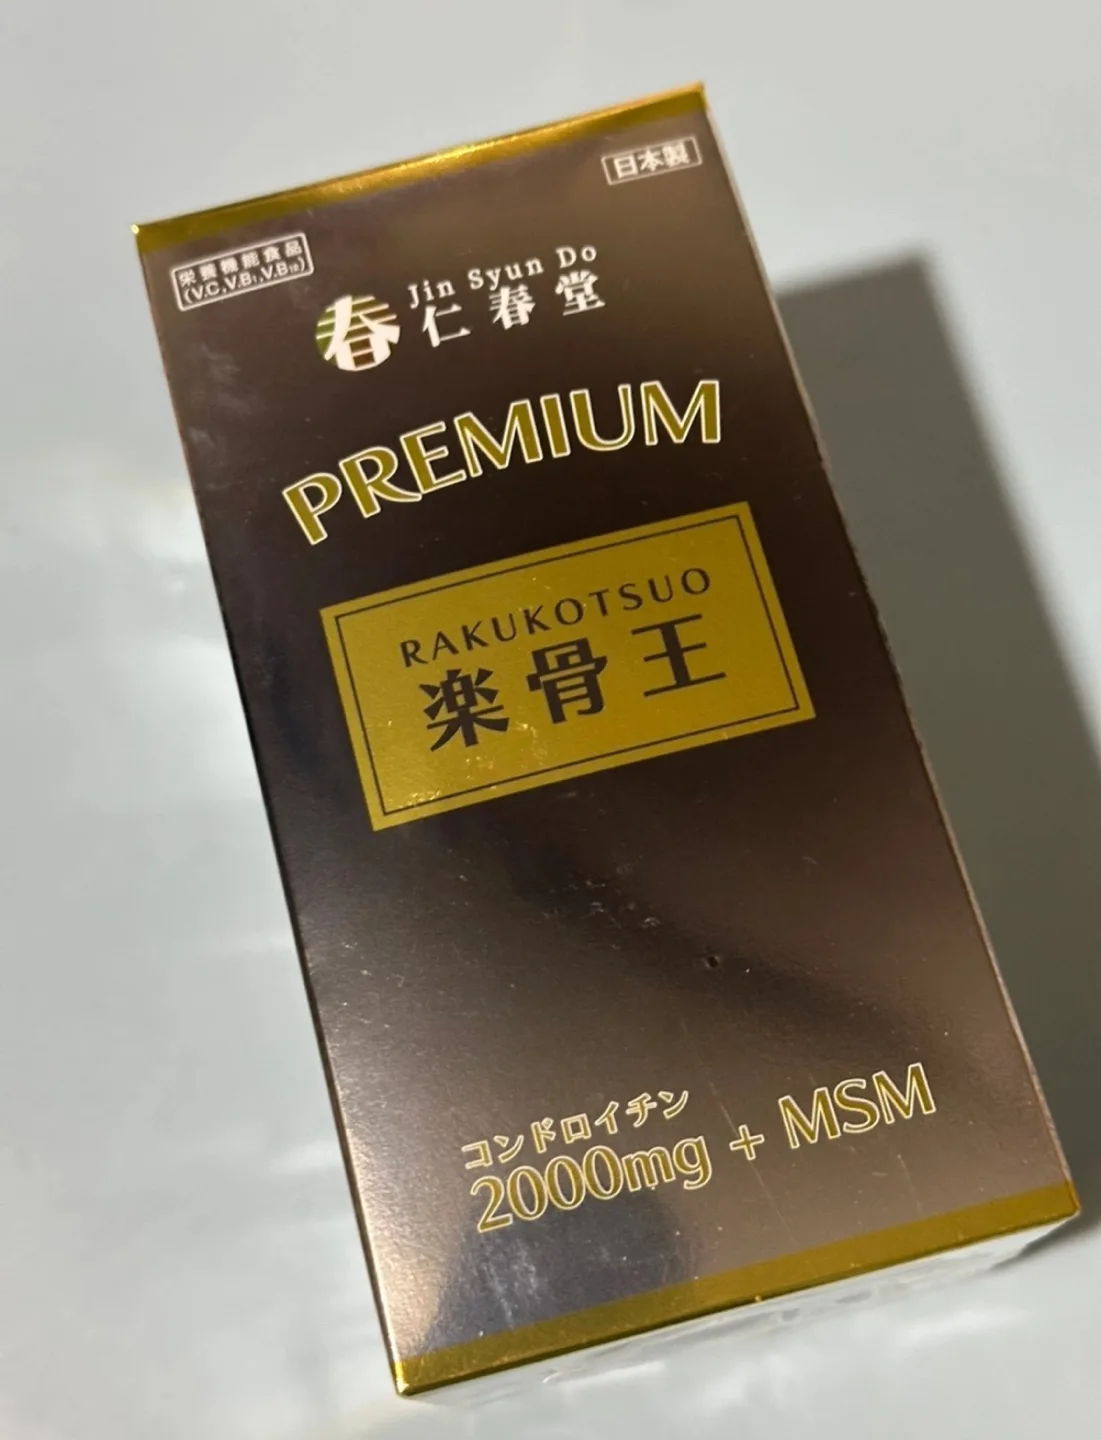 日本製
栄養機能食品
(V.C,V.B₁,V.B₁₂)
Jin Syun Do
春 仁春堂
PREMIUM
RAKUKOTSUO
楽骨王
コンドロイチン
2000mg + MSM